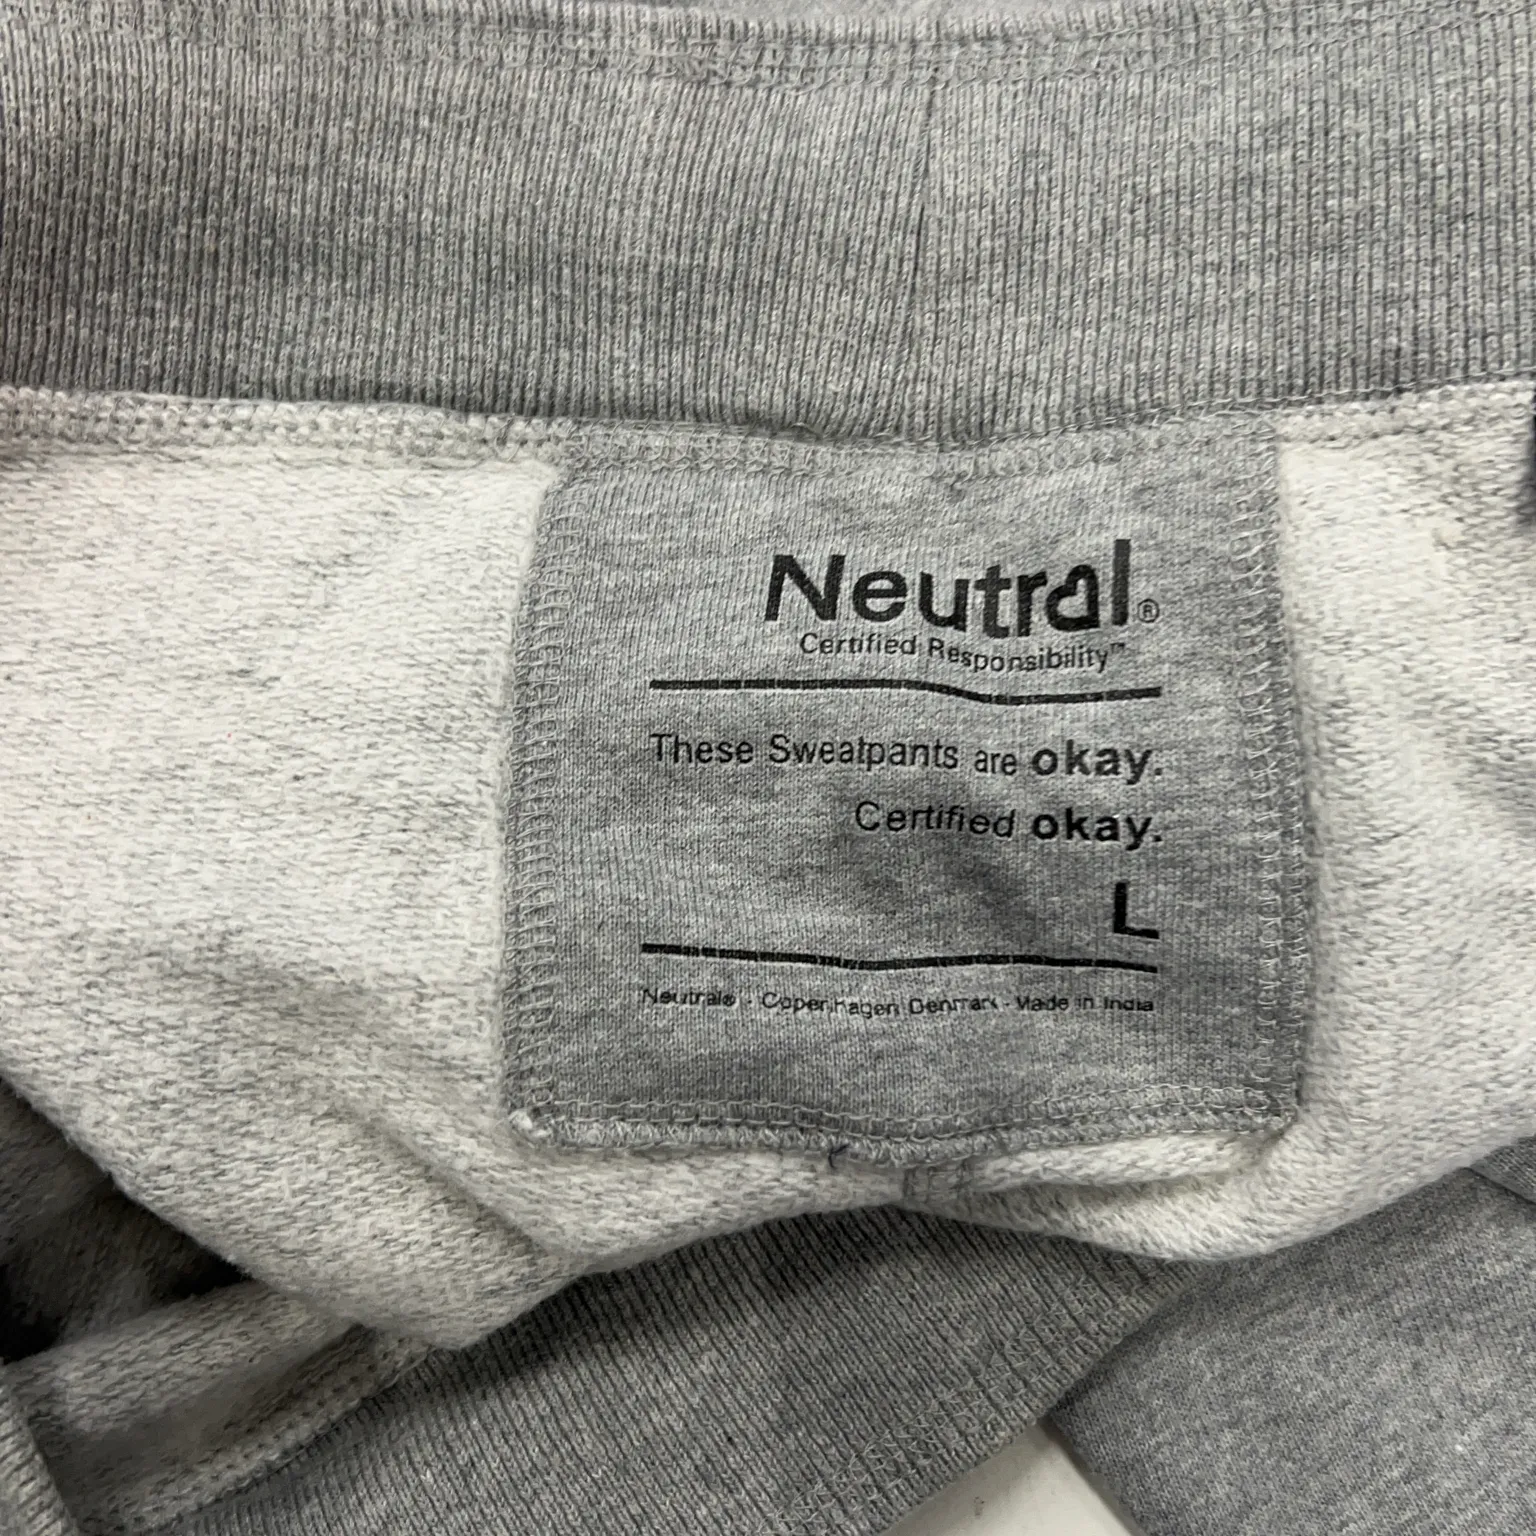 Neutral®
Certified Responsibility™
These Sweatpants are okay.
Certified okay.
L
Neutral® - Copenhagen Denmark - Made in India